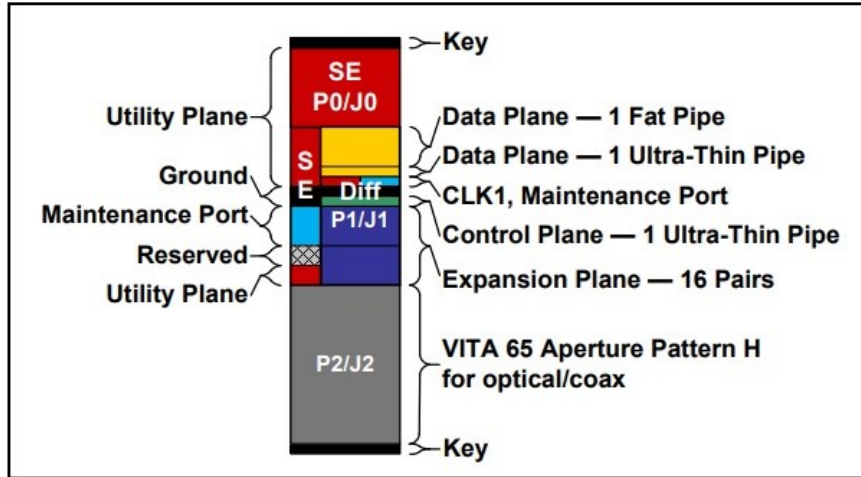 Key
SE
P0/J0
Utility Plane
Data Plane — 1 Fat Pipe
S
E
Data Plane — 1 Ultra-Thin Pipe
Ground
CLK1, Maintenance Port
Diff
Maintenance Port
P1/J1
Control Plane — 1 Ultra-Thin Pipe
Reserved
Expansion Plane — 16 Pairs
Utility Plane
VITA 65 Aperture Pattern H
for optical/coax
P2/J2
Key